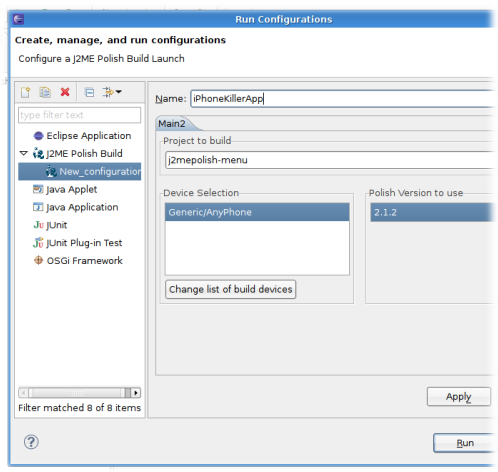 Run Configurations
Create, manage, and run configurations
Configure a J2ME Polish Build Launch
type filter text
Eclipse Application
J2ME Polish Build
New_configuration
Java Applet
Java Application
Ju JUnit
JUnit Plug-in Test
OSGi Framework
Filter matched 8 of 8 items
Name: iPhoneKillerApp
Main2
Project to build
j2mepolish-menu
Device Selection
Generic/AnyPhone
Change list of build devices
Polish Version to use
2.1.2
Apply
Run